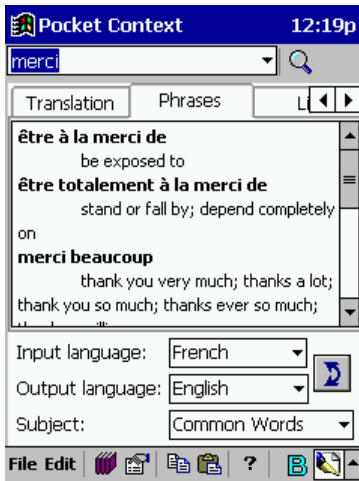 Pocket Context 12:19p
merci
Translation Phrases Li
être à la merci de
be exposed to
être totalement à la merci de
stand or fall by; depend completely
on
merci beaucoup
thank you very much; thanks a lot;
thank you so much; thanks ever so much;
Input language: French
Output language: English
Subject: Common Words
File Edit ? B